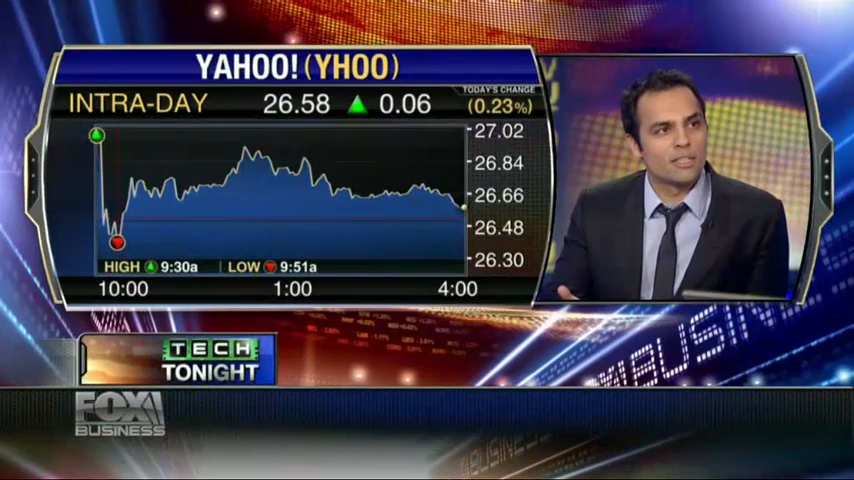 YAHOO! (YHOO)
INTRA-DAY 26.58 0.06 TODAY'S CHANGE (0.23%)
27.02
26.84
26.66
26.48
26.30
HIGH 9:30a LOW 9:51a
10:00 1:00 4:00
TECH
TONIGHT
FOX
BUSINESS